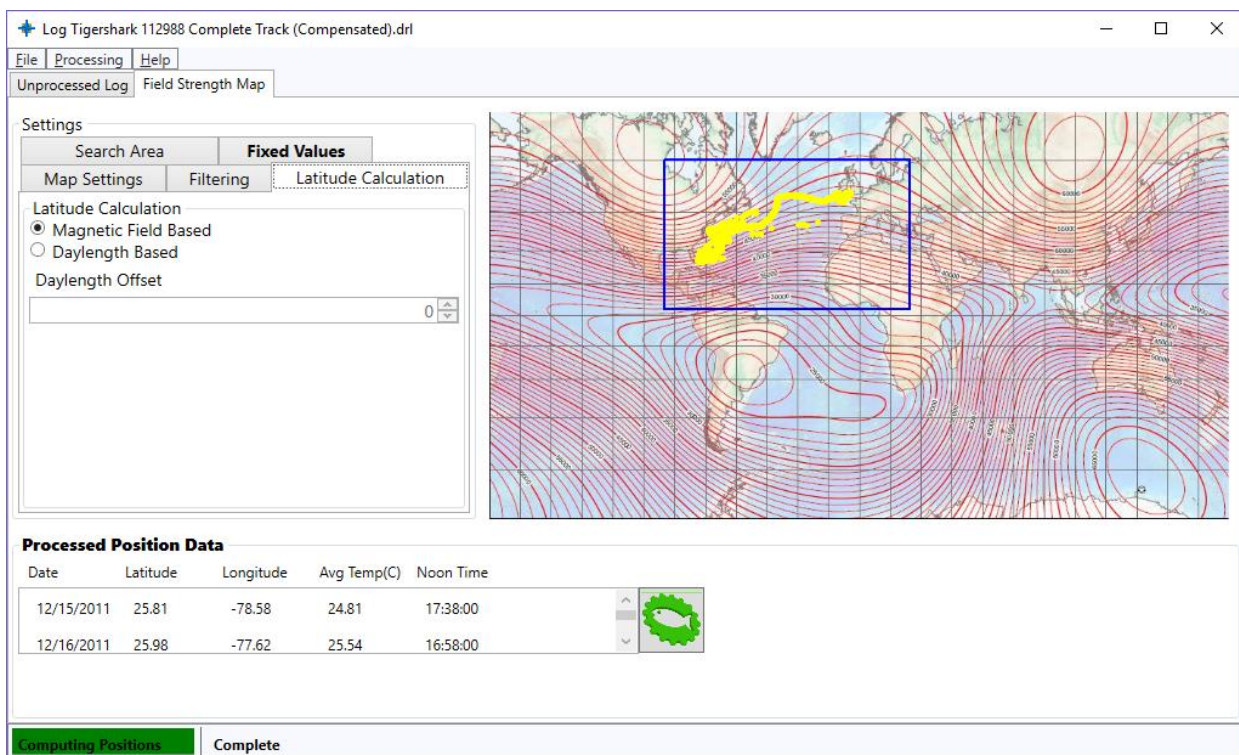 Log Tigershark 112988 Complete Track (Compensated).drl
File Processing Help
Unprocessed Log Field Strength Map
Settings
Search Area Fixed Values
Map Settings Filtering Latitude Calculation
Latitude Calculation
Magnetic Field Based
Daylength Based
Daylength Offset
0
Processed Position Data
Date Latitude Longitude Avg Temp(C) Noon Time
12/15/2011 25.81 -78.58 24.81 17:38:00
12/16/2011 25.98 -77.62 25.54 16:58:00
Computing Positions Complete